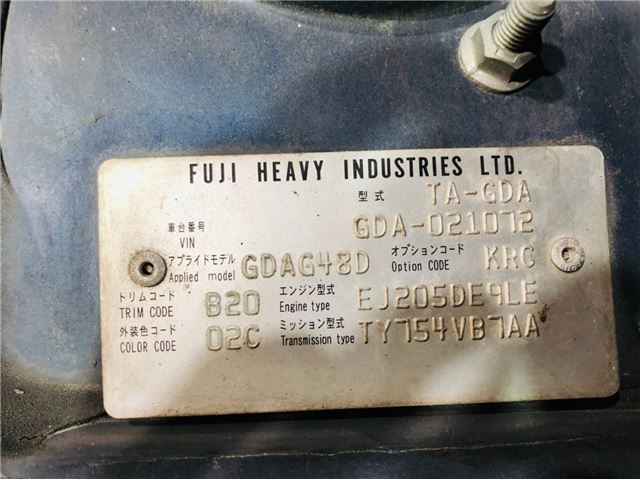 FUJI HEAVY INDUSTRIES LTD.
型式 TA-GDA
車台番号 VIN GDA-021072
アプライドモデル Applied model GDAG48D オプションコード Option CODE KRC
トリムコード TRIM CODE B20 エンジン型式 Engine type EJ205DE9LE
外装色コード COLOR CODE 02C ミッション型式 Transmission type TY754VB7AA